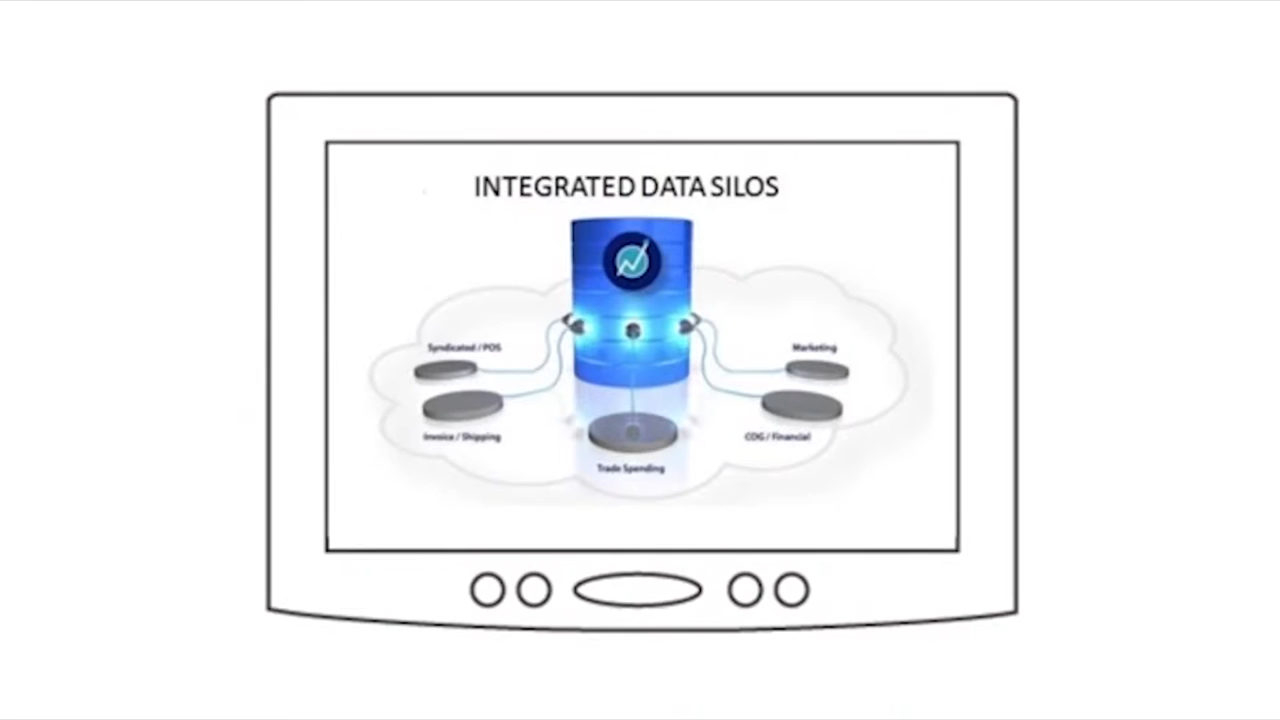 INTEGRATED DATA SILOS
Syndicated / POS
Marketing
Invoice / Shipping
COG / Financial
Trade Spending